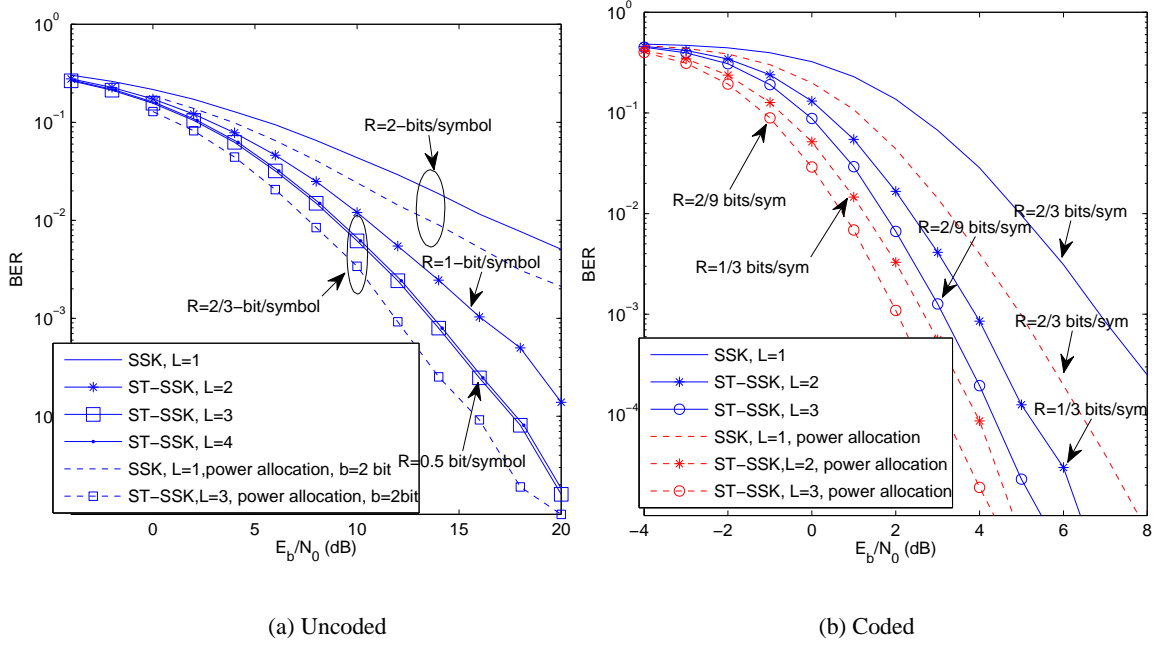 10^0
10^-1
10^-2
10^-3
10
BER
0
5
10
15
20
E_b/N_0 (dB)
R=2−bits/symbol
R=1−bit/symbol
R=2/3−bit/symbol
R=0.5 bit/symbol
SSK, L=1
ST−SSK, L=2
ST−SSK, L=3
ST−SSK, L=4
SSK, L=1,power allocation, b=2 bit
ST−SSK,L=3, power allocation, b=2bit
(a) Uncoded
10^0
10^-1
10^-2
10^-3
10^-4
BER
−4
−2
0
2
4
6
8
E_b/N_0 (dB)
R=2/9 bits/sym
R=1/3 bits/sym
R=2/9 bits/sym
R=2/3 bits/sym
R=2/3 bits/sym
R=1/3 bits/sym
SSK, L=1
ST−SSK, L=2
ST−SSK, L=3
SSK, L=1, power allocation
ST−SSK,L=2, power allocation
ST−SSK, L=3, power allocation
(b) Coded